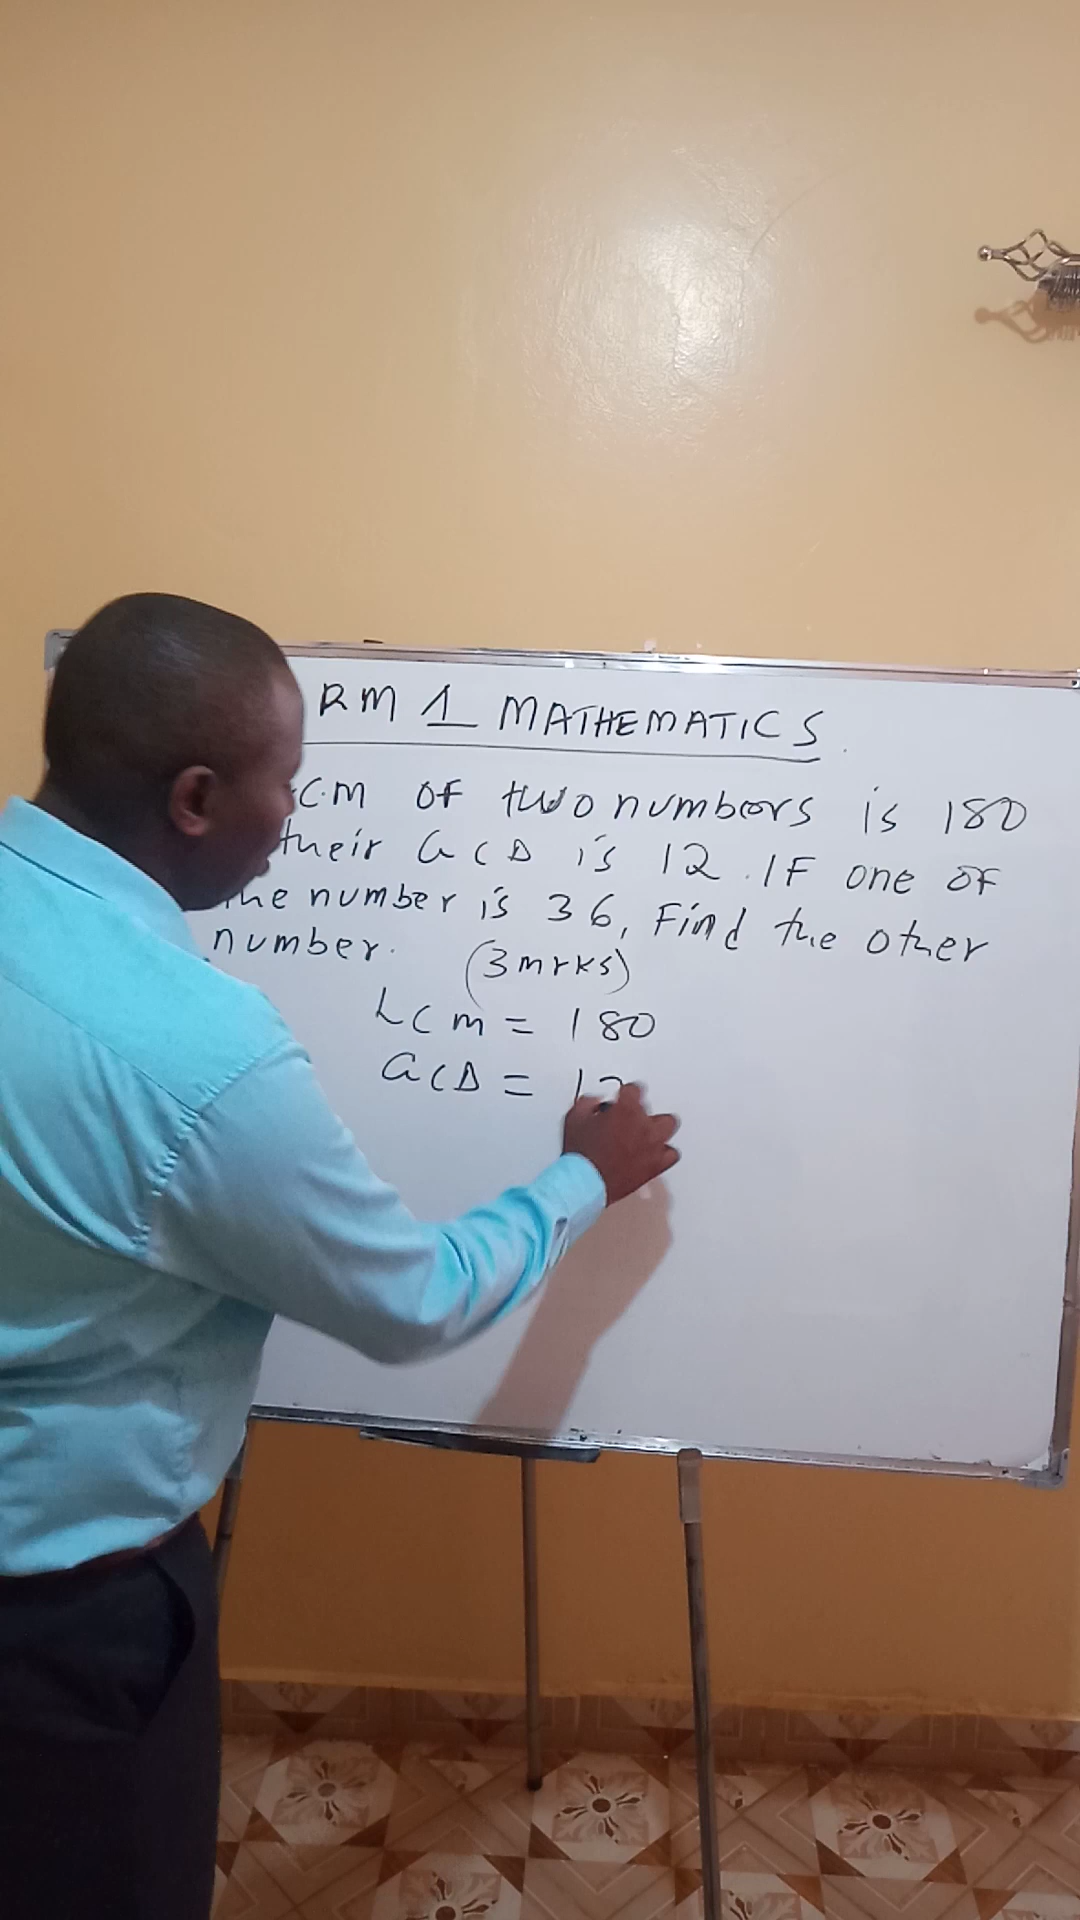 RM 1 MATHEMATICS
C.M OF two numbers is 180
their GCD is 12. IF one of
the number is 36, Find the other
number. (3mrks)
LCM = 180
GCD = 12